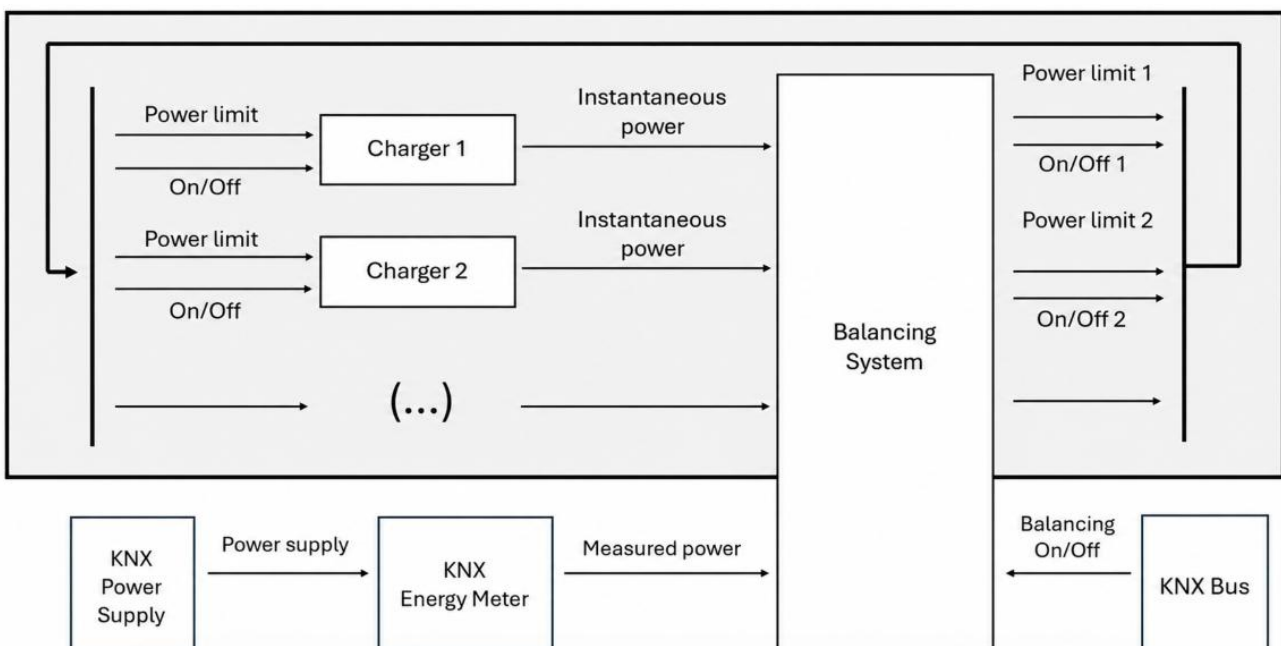 Power limit
On/Off
Charger 1
Instantaneous
power
Power limit 1
On/Off 1
Power limit
On/Off
Charger 2
Instantaneous
power
Power limit 2
On/Off 2
(...)
Balancing
System
KNX
Power
Supply
Power supply
KNX
Energy Meter
Measured power
Balancing
On/Off
KNX Bus